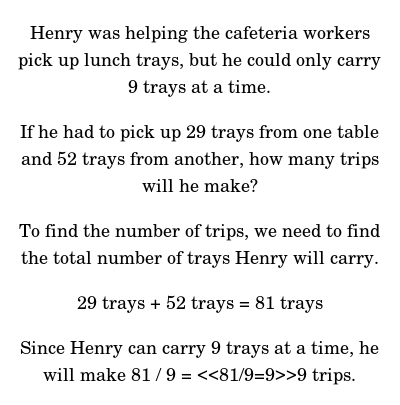 Henry was helping the cafeteria workers
pick up lunch trays, but he could only carry
9 trays at a time.
If he had to pick up 29 trays from one table
and 52 trays from another, how many trips
will he make?
To find the number of trips, we need to find
the total number of trays Henry will carry.
29 trays + 52 trays = 81 trays
Since Henry can carry 9 trays at a time, he
will make 81 / 9 = <<81/9=9>>9 trips.